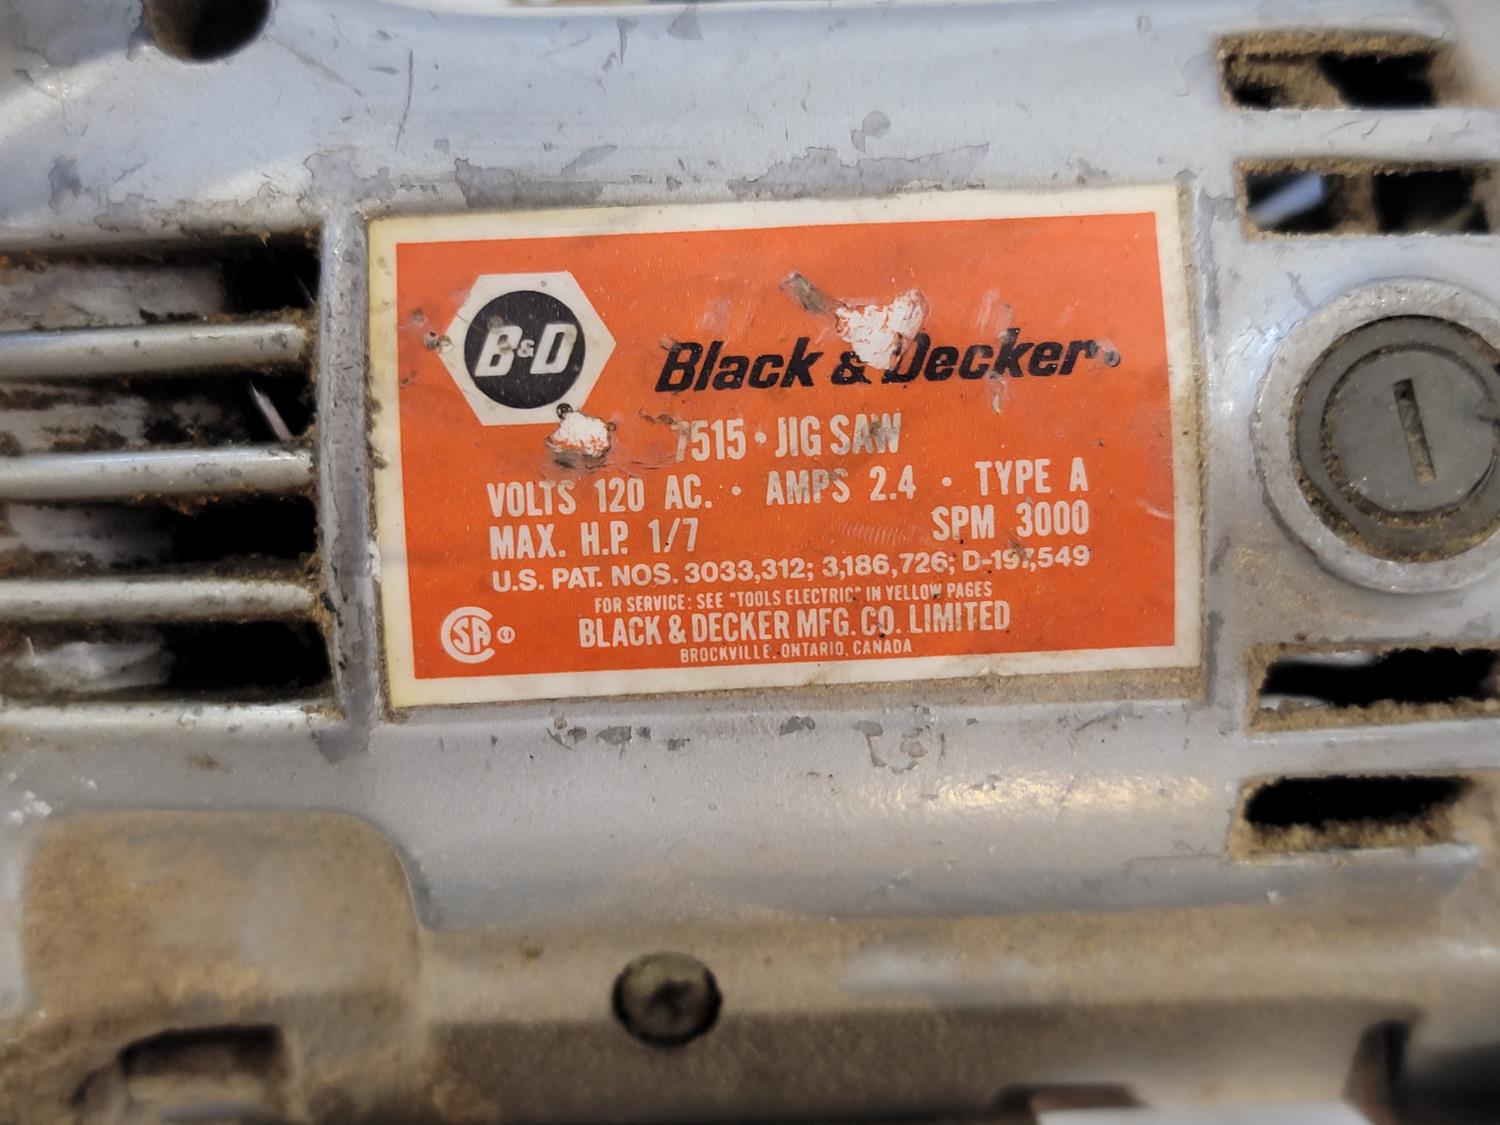 B&D
Black & Decker®
7515 • JIG SAW
VOLTS 120 AC. • AMPS 2.4 • TYPE A
MAX. H.P. 1/7 SPM 3000
U.S. PAT. NOS. 3033,312; 3,186,726; D-197,549
FOR SERVICE: SEE "TOOLS ELECTRIC" IN YELLOW PAGES
SA ® BLACK & DECKER MFG. CO. LIMITED
BROCKVILLE, ONTARIO, CANADA